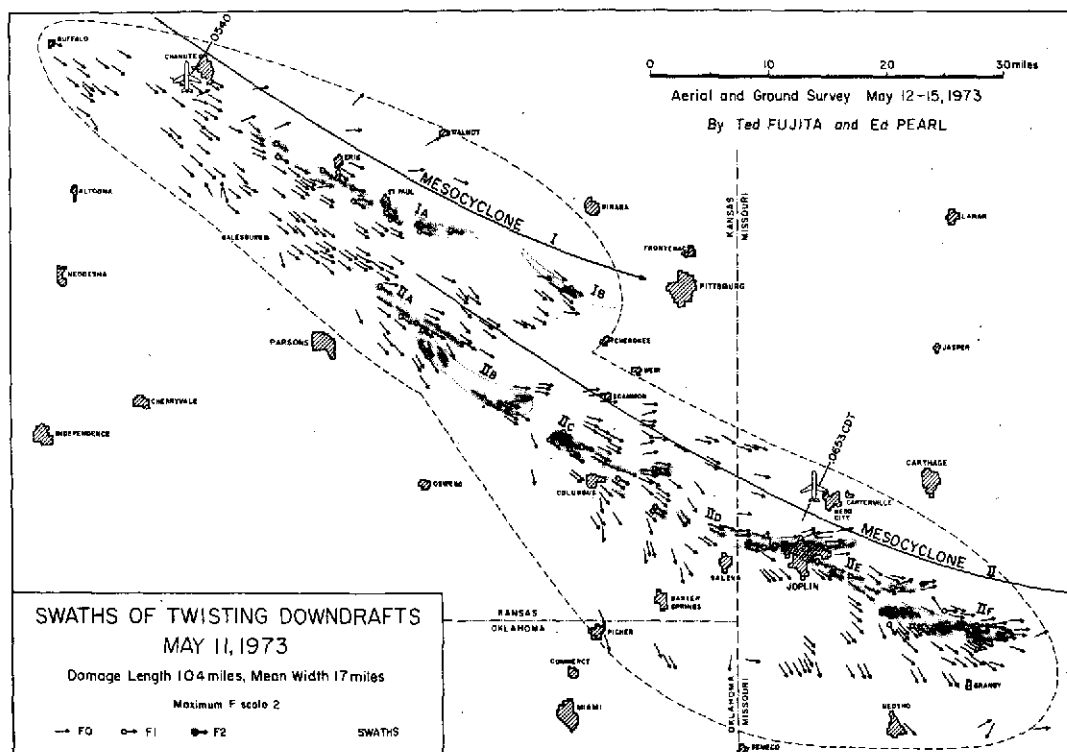 BUFFALO
CHANUTE
0540
0 10 20 30 miles
Aerial and Ground Survey May 12-15, 1973
By Ted FUJITA and Ed PEARL
WALNUT
ERIE
ALTOONA
ST PAUL
MESOCYCLONE
I
IA
GIRARD
KANSAS
MISSOURI
LAMAR
GALESBURG
FRONTENAC
NEODESHA
IB
PITTSBURG
IIA
PARSONS
CHEROKEE
JASPER
IIB
WEIR
CHERRYVALE
SCAMMON
INDEPENDENCE
IIC
0653 CDT
CARTHAGE
OSWEGO
COLUMBUS
CARTERVILLE
WEBB
CITY
IID
MESOCYCLONE
II
GALENA
JOPLIN
IIE
BAXTER
SPRINGS
IIF
KANSAS
OKLAHOMA
PICHER
COMMERCE
GRANBY
MIAMI
OKLAHOMA
MISSOURI
NEOSHO
SENECA
SWATHS OF TWISTING DOWNDRAFTS
MAY 11, 1973
Damage Length 104 miles, Mean Width 17 miles
Maximum F scale 2
F0 F1 F2 SWATHS